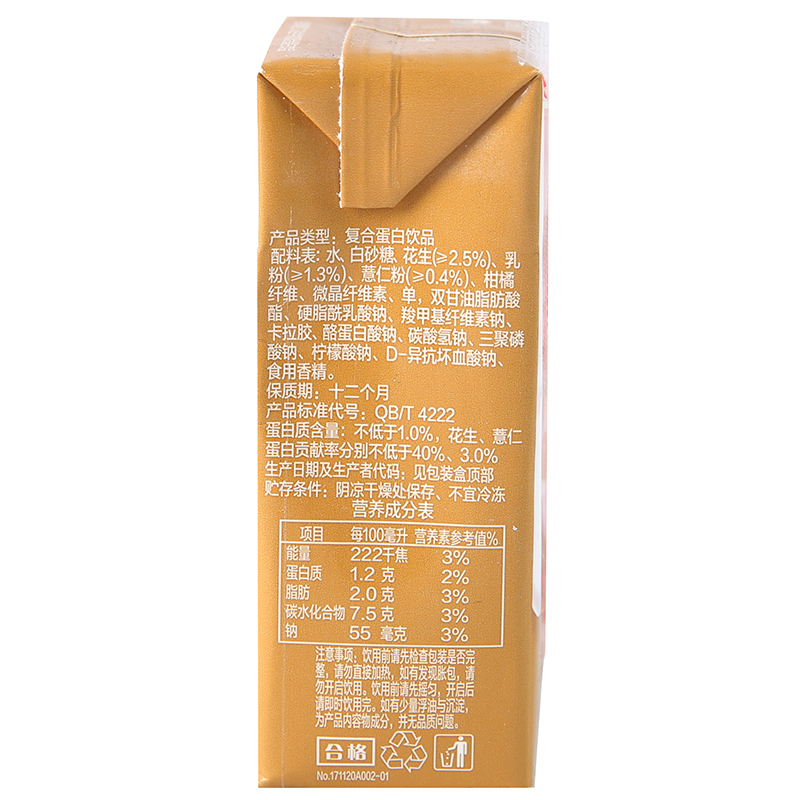 产品类型：复合蛋白饮品
配料表：水、白砂糖、花生(≥2.5%)、乳
粉(≥1.3%)、薏仁粉(≥0.4%)、柑橘
纤维、微晶纤维素、单，双甘油脂肪酸
酯、硬脂酰乳酸钠、羧甲基纤维素钠、
卡拉胶、酪蛋白酸钠、碳酸氢钠、三聚磷
酸钠、柠檬酸钠、D-异抗坏血酸钠、
食用香精。
保质期：十二个月
产品标准代号：QB/T 4222
蛋白质含量：不低于1.0%，花生、薏仁
蛋白贡献率分别不低于40%、3.0%
生产日期及生产者代码：见包装盒顶部
贮存条件：阴凉干燥处保存、不宜冷冻
营养成分表
项目 每100毫升 营养素参考值%
能量 222千焦 3%
蛋白质 1.2 克 2%
脂肪 2.0 克 3%
碳水化合物 7.5 克 3%
钠 55 毫克 3%
注意事项：饮用前请先检查包装是否完
整，请勿直接加热，如有发现胀包，请
勿开启饮用。饮用前请先摇匀，开启后
请即时饮用完。如有少量浮油与沉淀，
为产品内容物成分，并无品质问题。
合格
No.171120A002-01